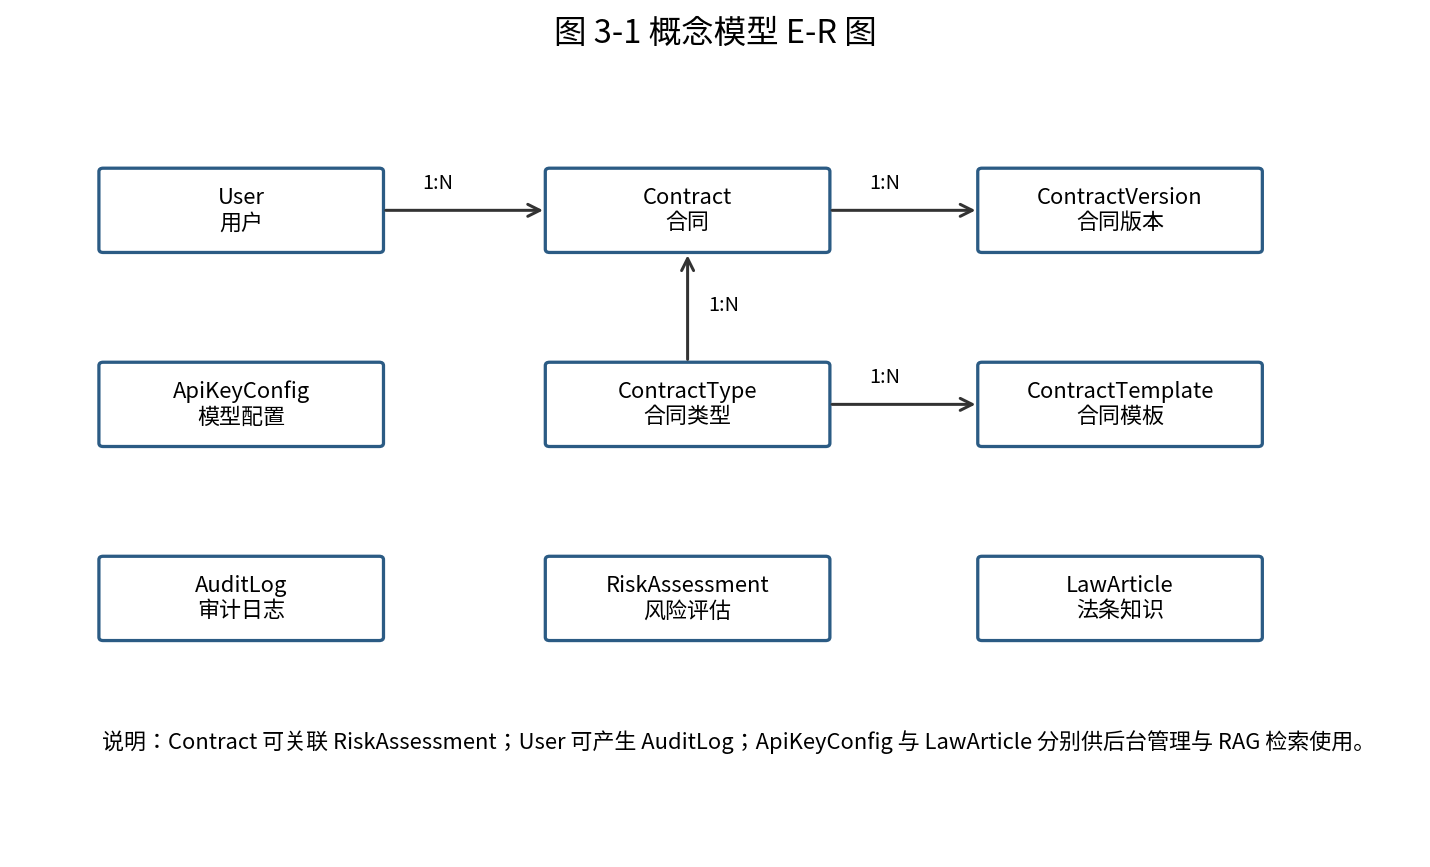 图 3-1 概念模型 E-R 图
User
用户
1:N
Contract
合同
1:N
ContractVersion
合同版本
1:N
ApiKeyConfig
模型配置
ContractType
合同类型
1:N
ContractTemplate
合同模板
AuditLog
审计日志
RiskAssessment
风险评估
LawArticle
法条知识
说明：Contract 可关联 RiskAssessment；User 可产生 AuditLog；ApiKeyConfig 与 LawArticle 分别供后台管理与 RAG 检索使用。